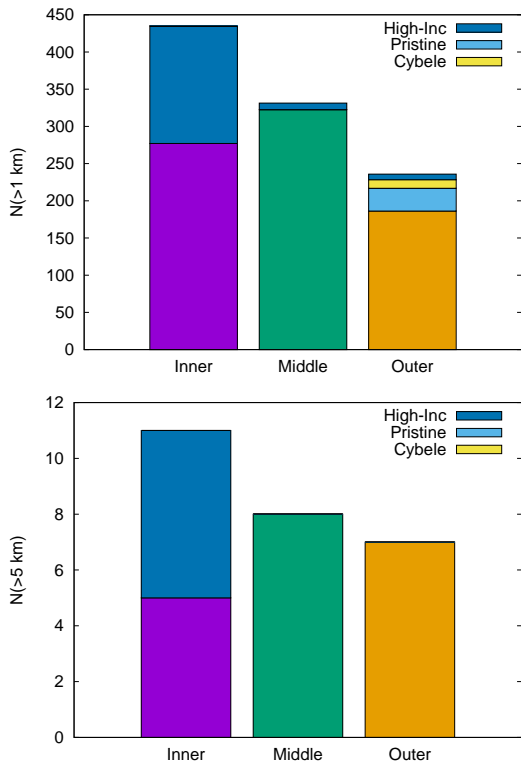 450
400
350
300
250
200
150
100
50
0
N(>1 km)
High-Inc
Pristine
Cybele
Inner Middle Outer
12
10
8
6
4
2
0
N(>5 km)
High-Inc
Pristine
Cybele
Inner Middle Outer